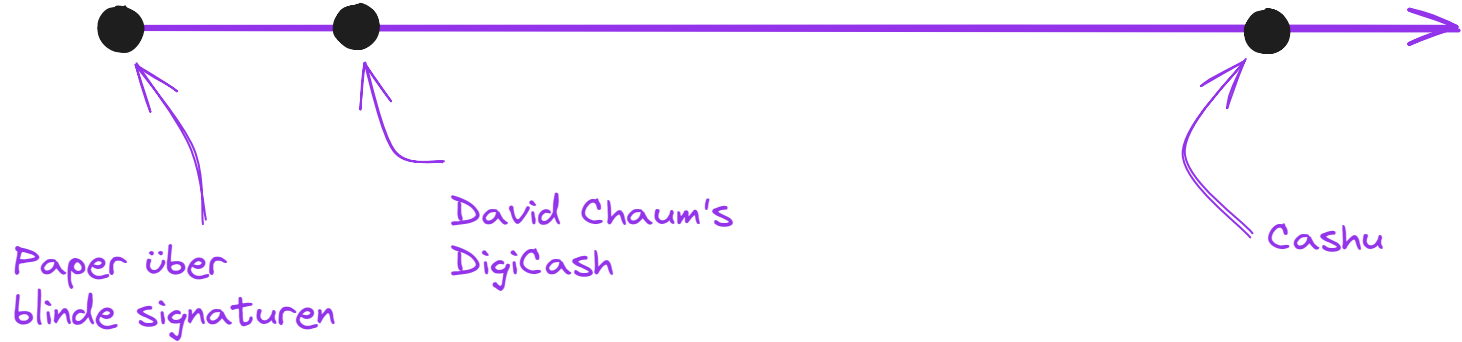 Paper über
blinde signaturen
David Chaum's
DigiCash
Cashu